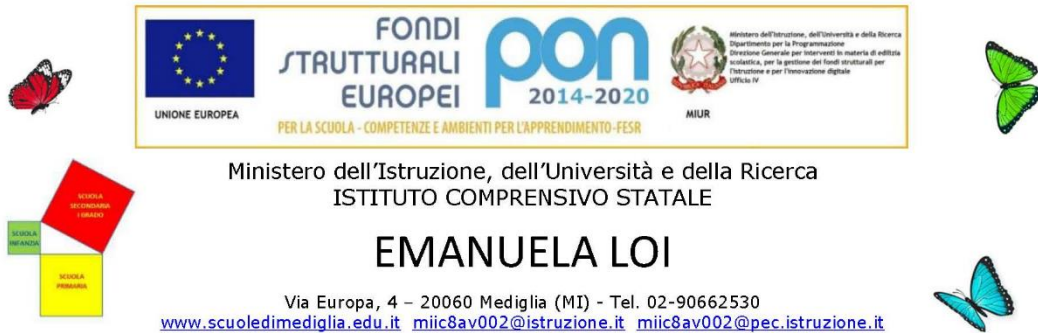 FONDI
STRUTTURALI
EUROPEI
pon
2014-2020
UNIONE EUROPEA
PER LA SCUOLA - COMPETENZE E AMBIENTI PER L'APPRENDIMENTO-FESR
Ministero dell'Istruzione, dell'Università e della Ricerca
Dipartimento per la Programmazione
Direzione Generale per interventi in materia di edilizia
scolastica, per la gestione dei fondi strutturali per
l'istruzione e per l'innovazione digitale
Ufficio IV
MIUR
Ministero dell'Istruzione, dell'Università e della Ricerca
ISTITUTO COMPRENSIVO STATALE
SCUOLA
SECONDARIA
I GRADO
SCUOLA
INFANZIA
SCUOLA
PRIMARIA
EMANUELA LOI
Via Europa, 4 – 20060 Mediglia (MI) - Tel. 02-90662530
www.scuoledimediglia.edu.it miic8av002@istruzione.it miic8av002@pec.istruzione.it